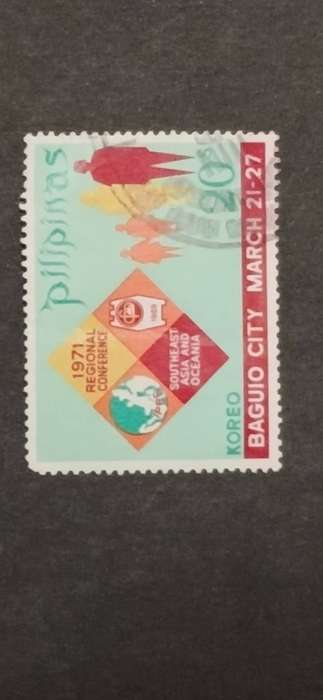 pilipinas
20s
1971
REGIONAL
CONFERENCE
SOUTHEAST
ASIA AND
OCEANIA
KOREO
BAGUIO CITY MARCH 21-27